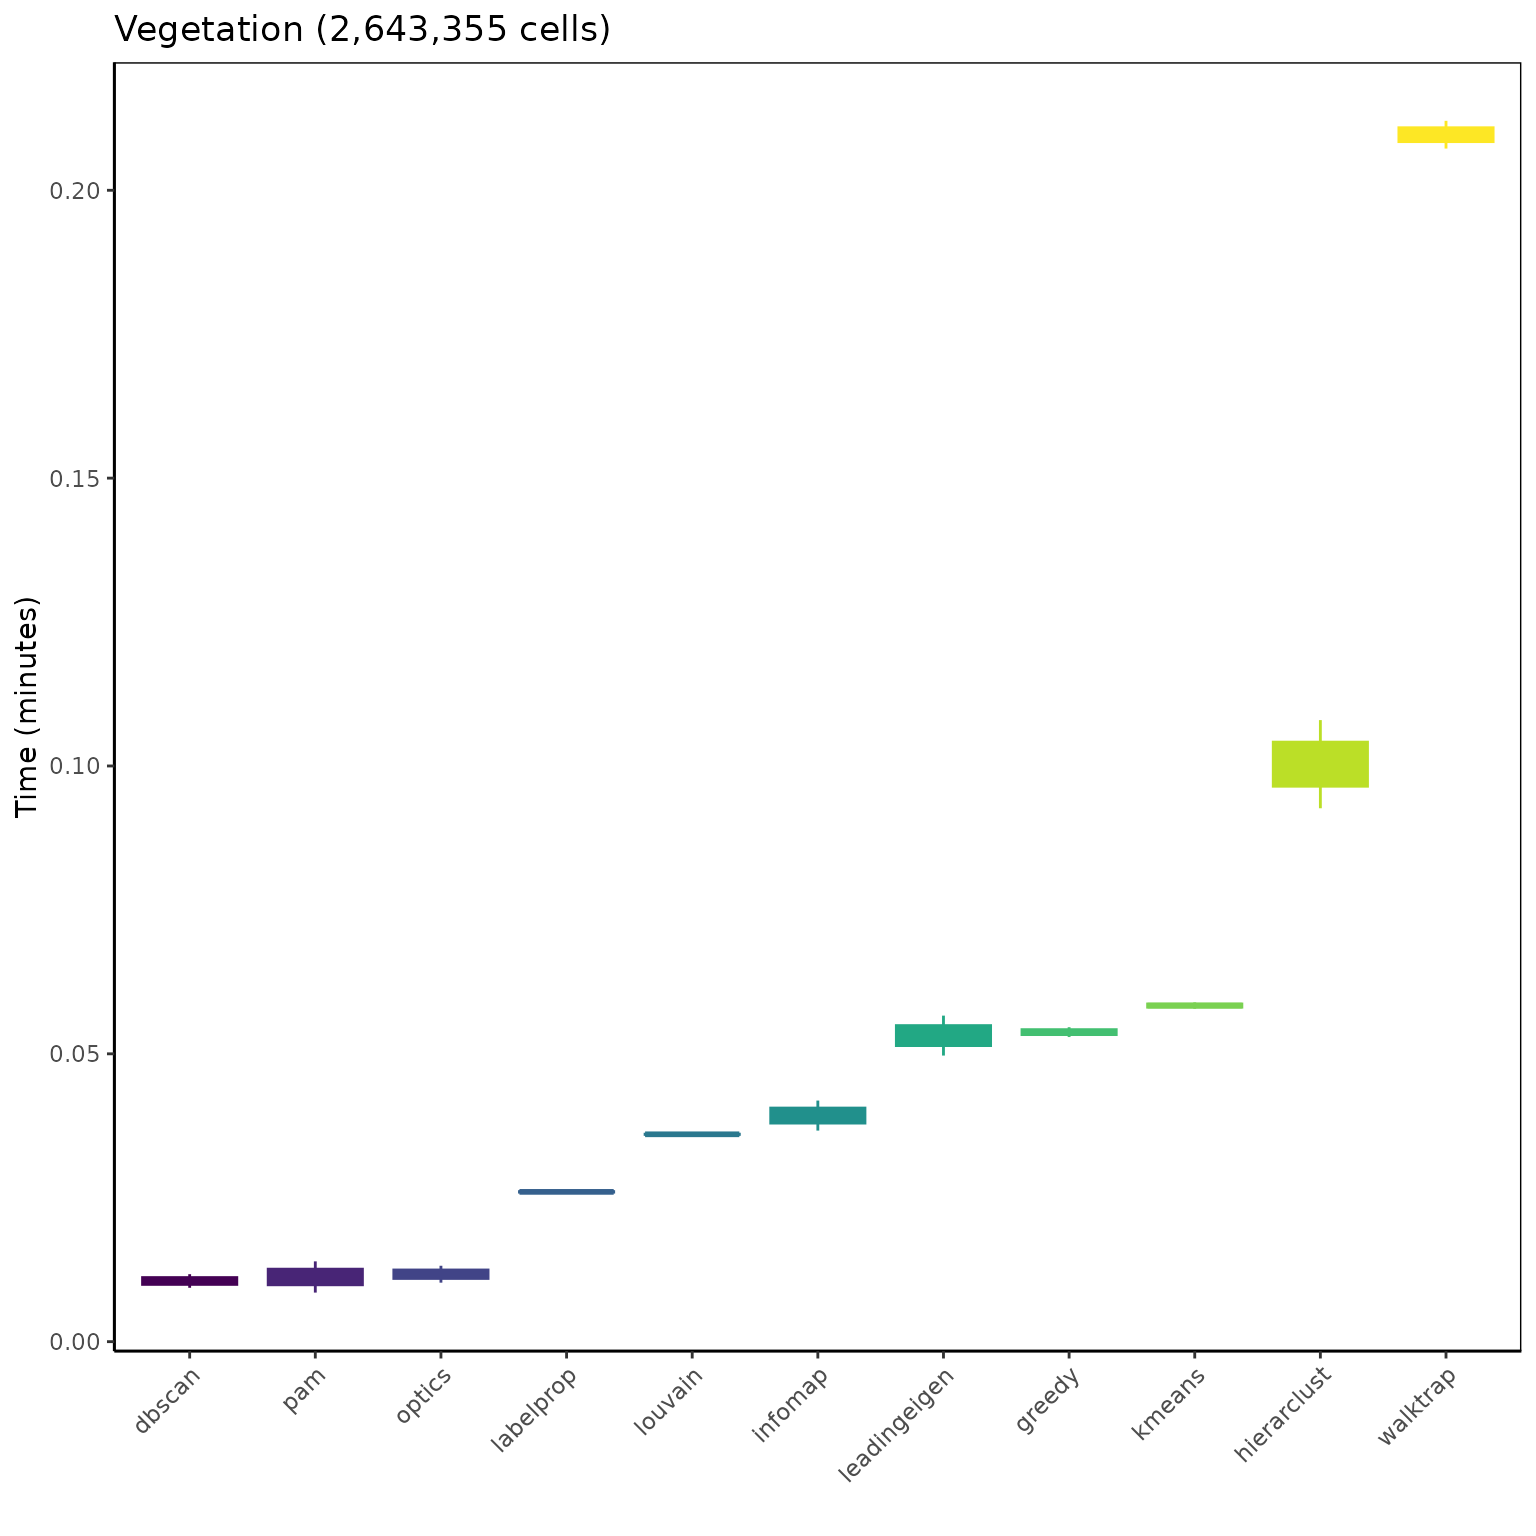 Vegetation (2,643,355 cells)
Time (minutes)
0.20
0.15
0.10
0.05
0.00
dbscan
pam
optics
labelprop
louvain
infomap
leadingeigen
greedy
kmeans
hierarclust
walktrap